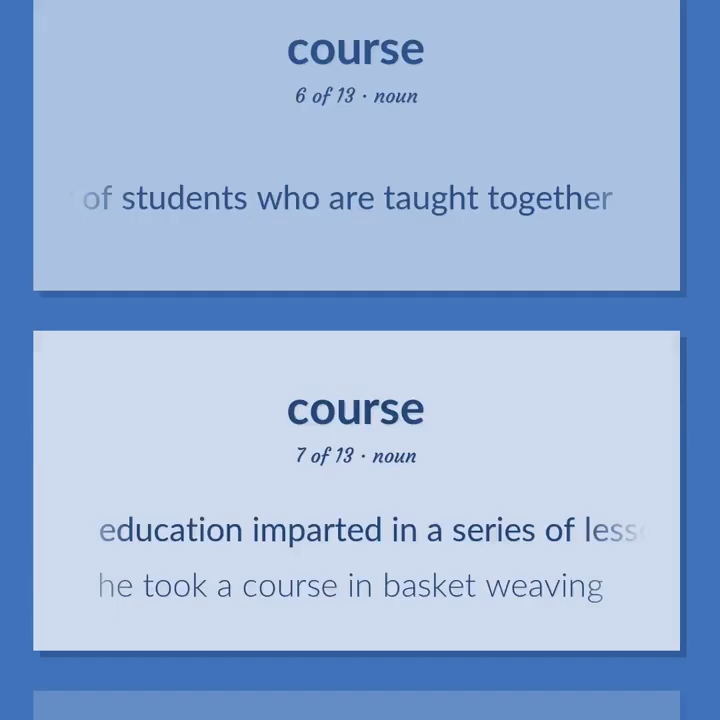 course
6 of 13 · noun
of students who are taught together
course
7 of 13 · noun
education imparted in a series of
he took a course in basket weaving